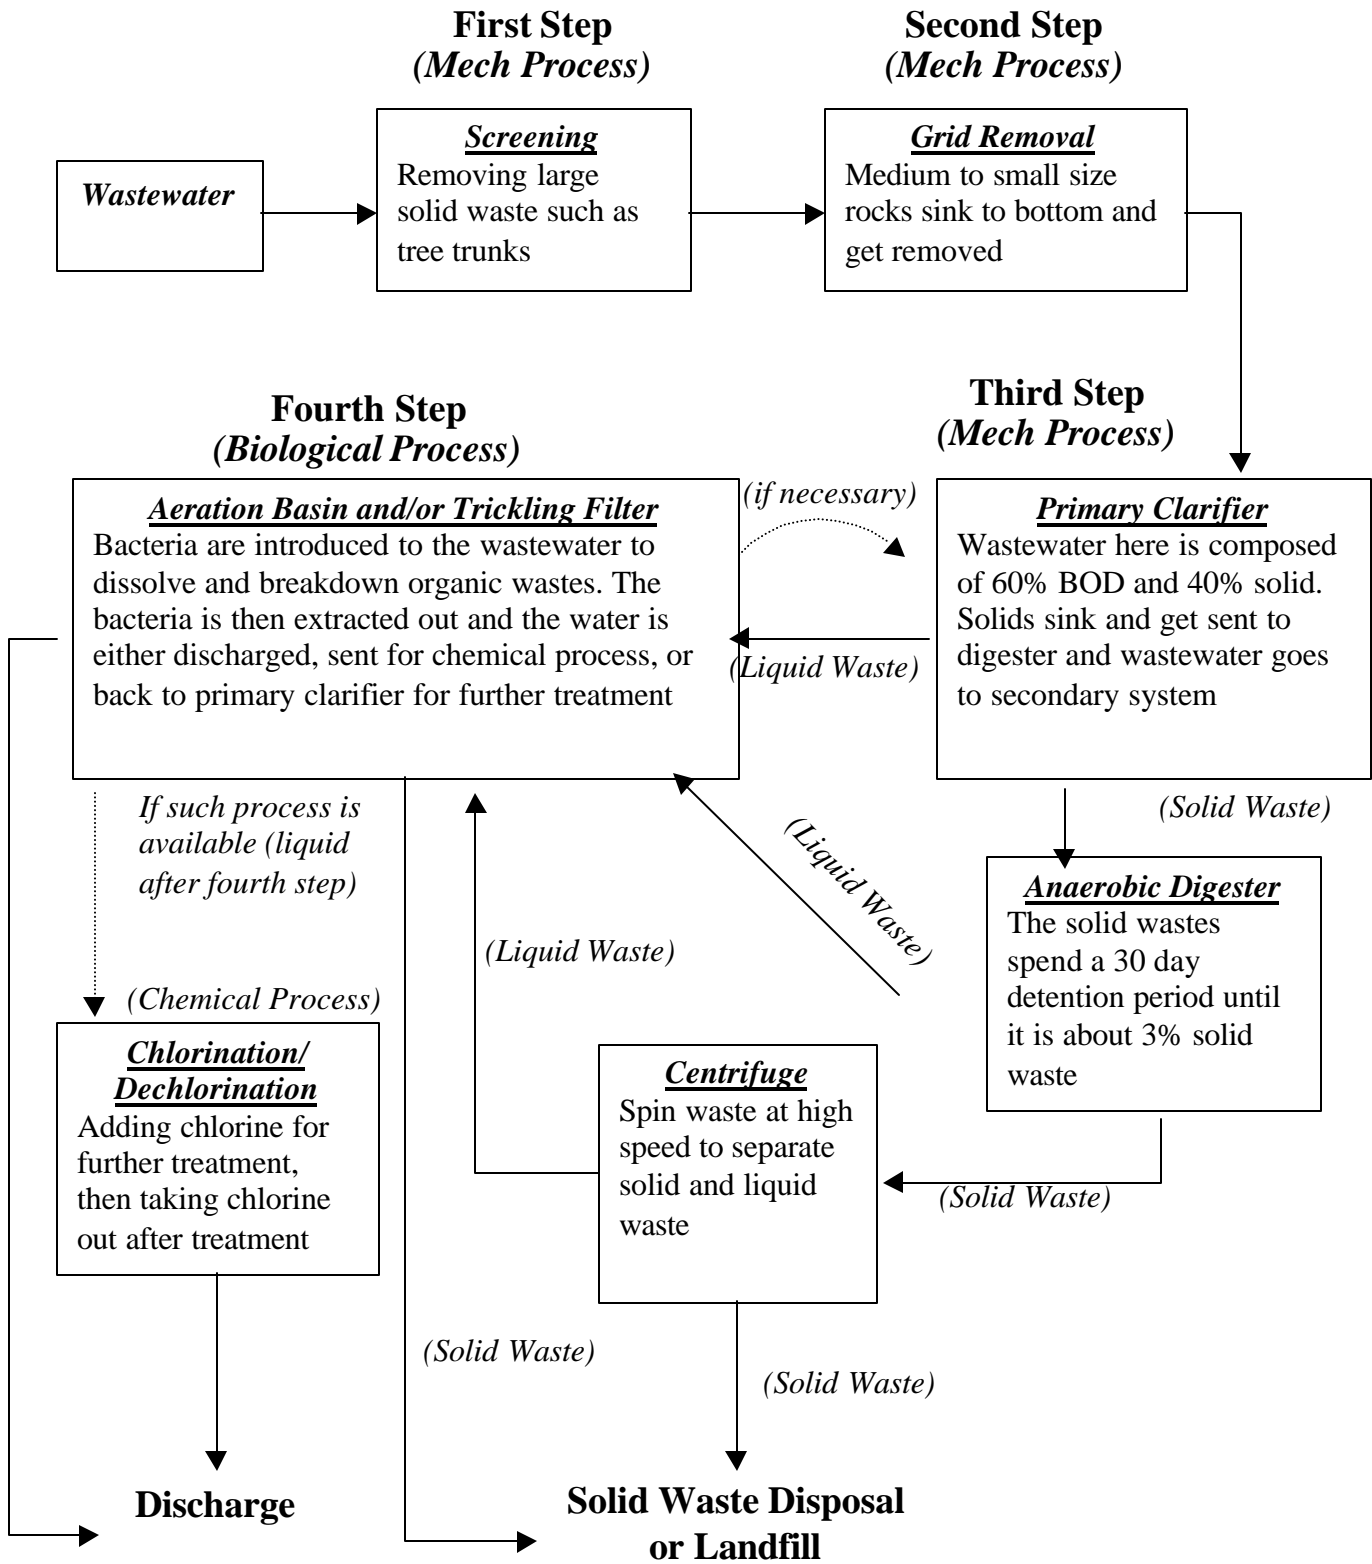 First Step
(Mech Process)
Second Step
(Mech Process)
Wastewater
Screening
Removing large
solid waste such as
tree trunks
Grid Removal
Medium to small size
rocks sink to bottom and
get removed
Fourth Step
(Biological Process)
Third Step
(Mech Process)
Aeration Basin and/or Trickling Filter
Bacteria are introduced to the wastewater to
dissolve and breakdown organic wastes. The
bacteria is then extracted out and the water is
either discharged, sent for chemical process, or
back to primary clarifier for further treatment
(if necessary)
(Liquid Waste)
Primary Clarifier
Wastewater here is composed
of 60% BOD and 40% solid.
Solids sink and get sent to
digester and wastewater goes
to secondary system
If such process is
available (liquid
after fourth step)
(Liquid Waste)
(Solid Waste)
Anaerobic Digester
The solid wastes
spend a 30 day
detention period until
it is about 3% solid
waste
(Liquid Waste)
(Chemical Process)
Chlorination/
Dechlorination
Adding chlorine for
further treatment,
then taking chlorine
out after treatment
Centrifuge
Spin waste at high
speed to separate
solid and liquid
waste
(Solid Waste)
(Solid Waste)
(Solid Waste)
Discharge
Solid Waste Disposal
or Landfill